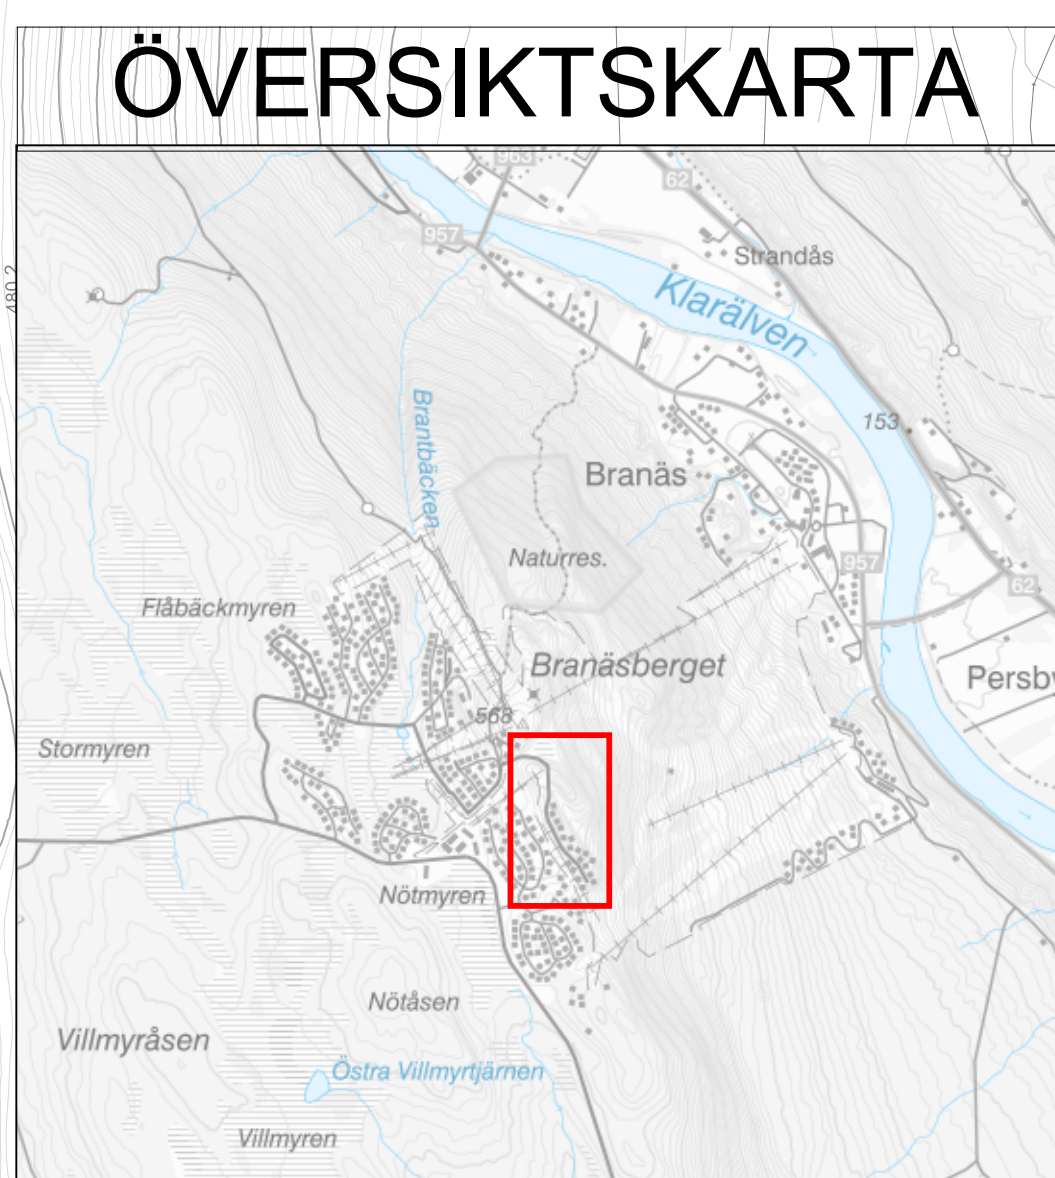 ÖVERSIKTSKARTA
963
62
957
Strandås
480.2
Klarälven
Brantbäcken
153
Branäs
Naturres.
957
62
Flåbäckmyren
Branäsberget
Persby
568
Stormyren
Nötmyren
Nötåsen
Villmyråsen
Östra Villmyrtjärnen
Villmyren